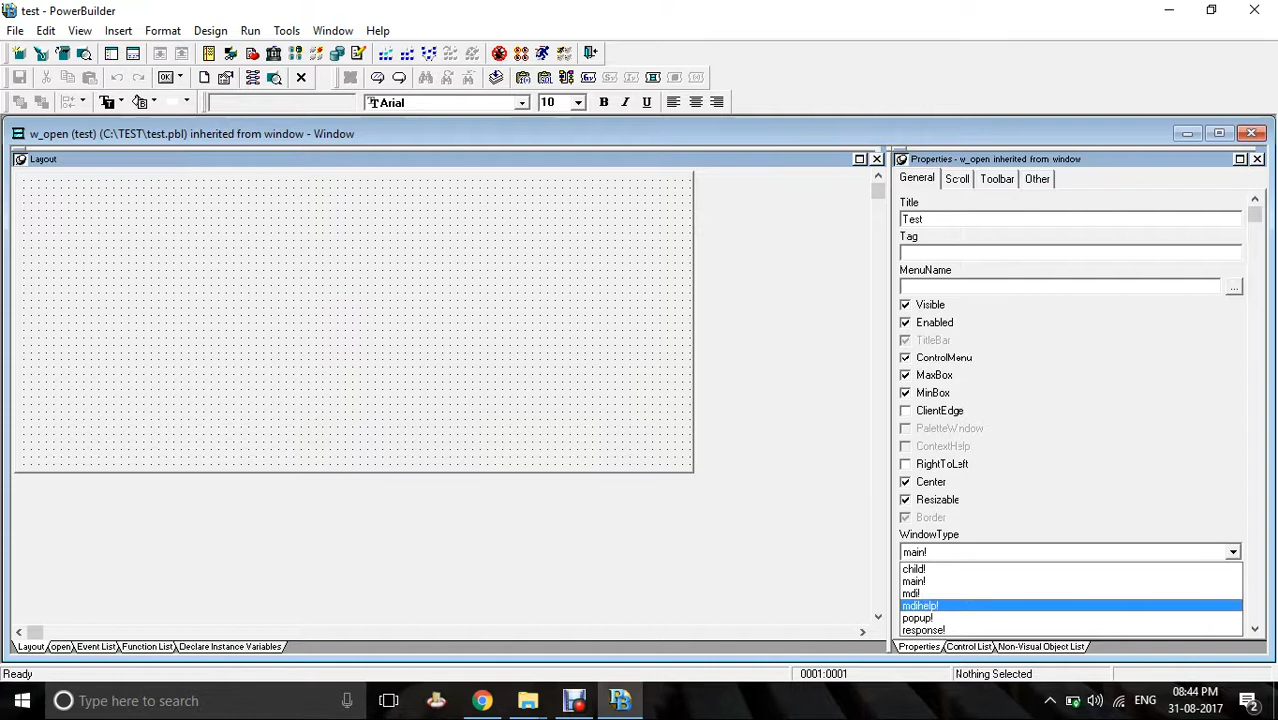 test - PowerBuilder
File Edit View Insert Format Design Run Tools Window Help
OK
Arial 10 B I U
w_open (test) (C:\TEST\test.pbl) inherited from window - Window
Layout
Properties - w_open inherited from window
General Scroll Toolbar Other
Title
Test
Tag
MenuName
...
Visible
Enabled
TitleBar
ControlMenu
MaxBox
MinBox
ClientEdge
PaletteWindow
ContextHelp
RightToLeft
Center
Resizable
Border
WindowType
main!
child!
main!
mdi!
mdihelp!
popup!
response!
Layout open Event List Function List Declare Instance Variables
Properties Control List Non-Visual Object List
Ready 0001:0001 Nothing Selected
Type here to search
ENG
08:44 PM
31-08-2017
2